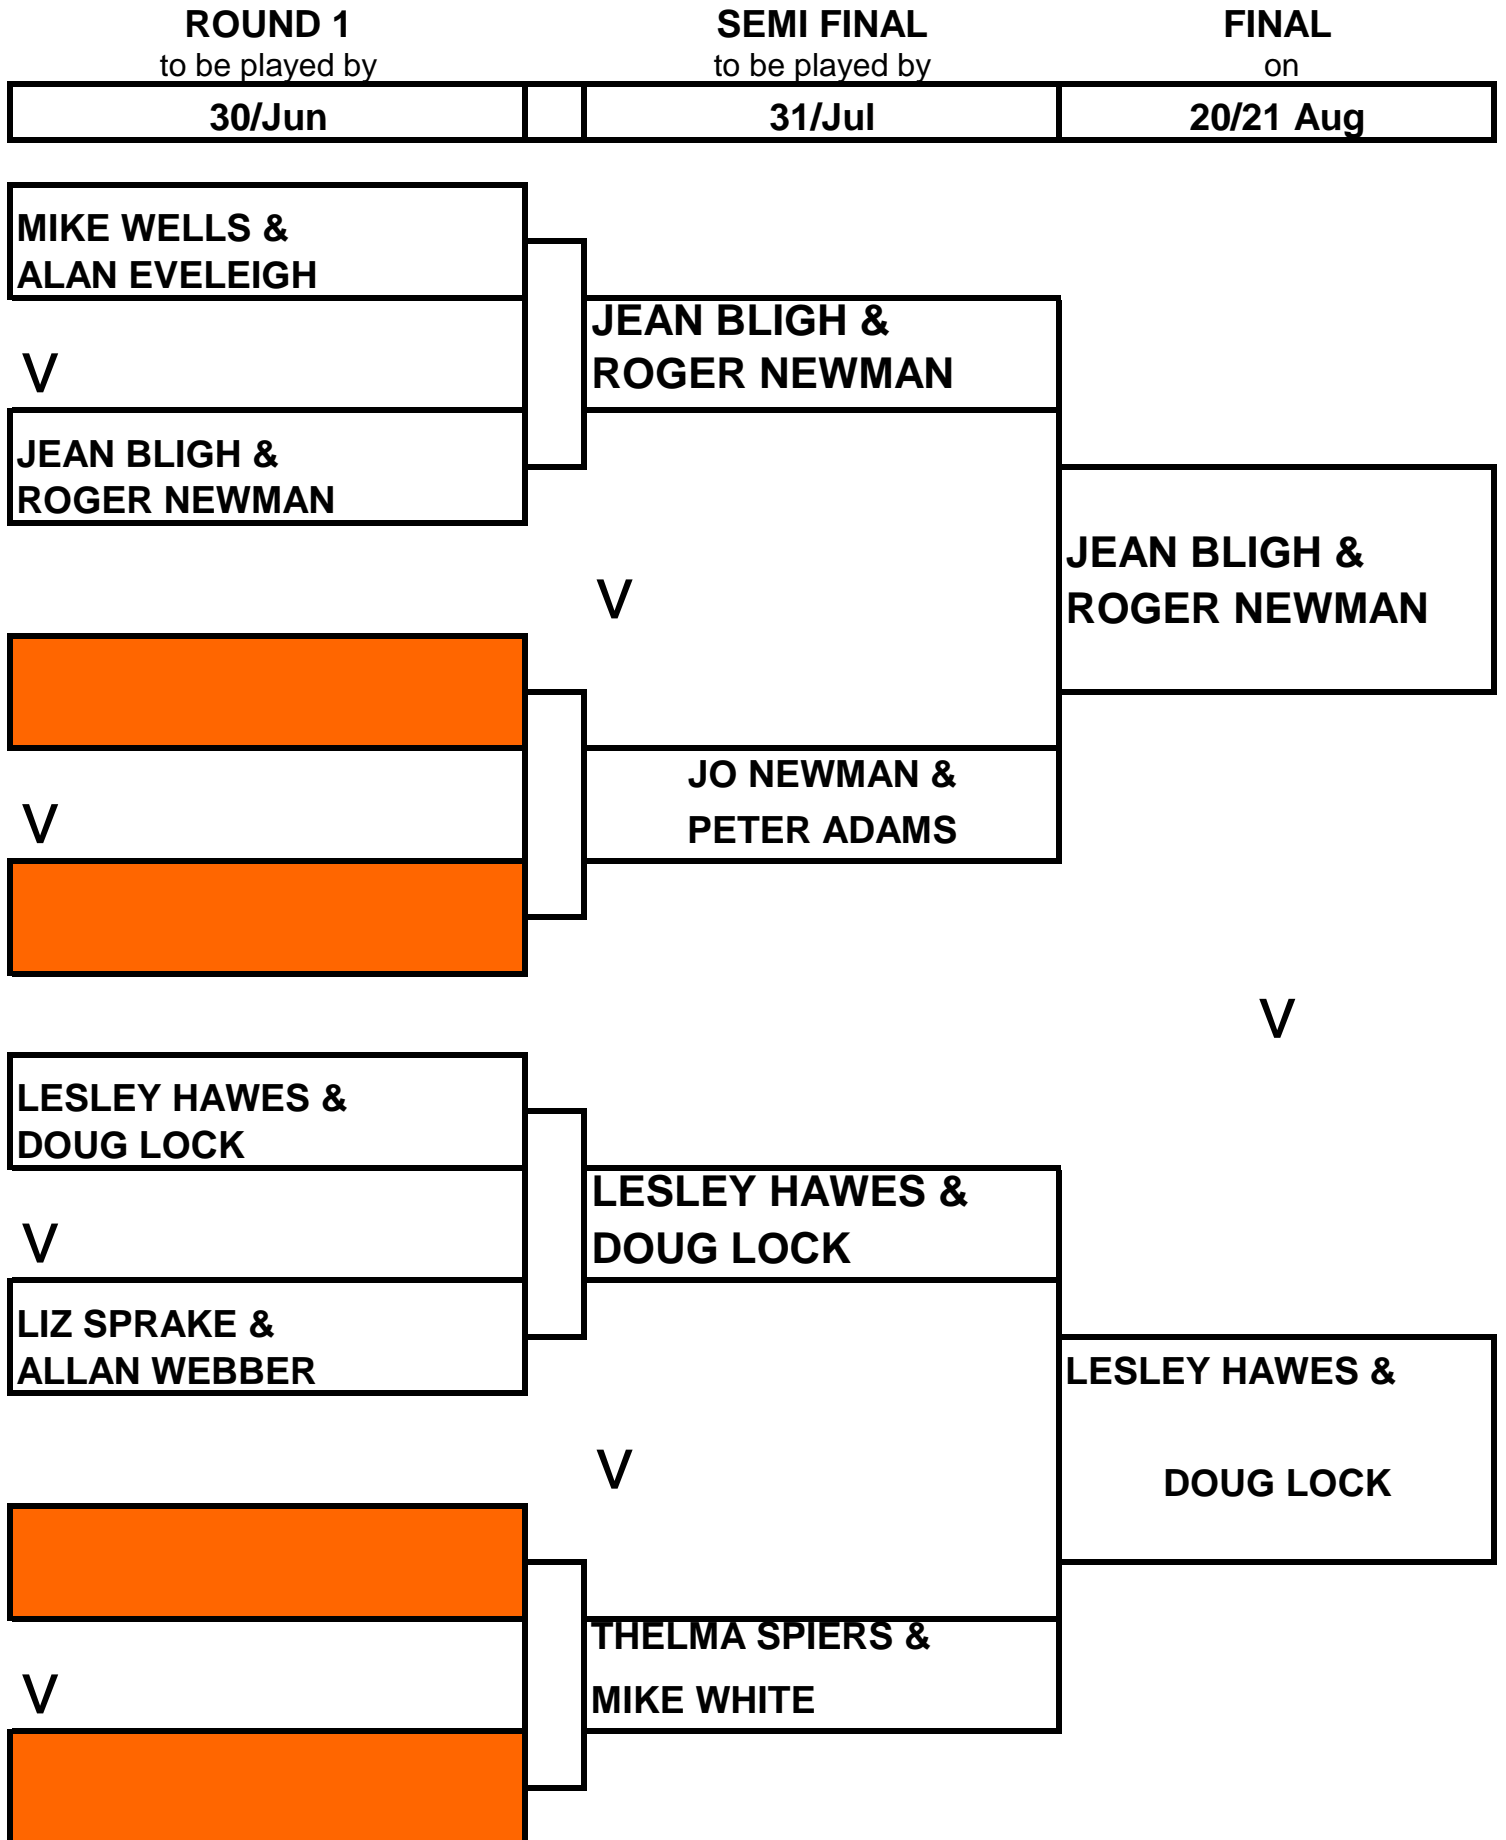 ROUND 1
to be played by
30/Jun
SEMI FINAL
to be played by
31/Jul
FINAL
on
20/21 Aug
MIKE WELLS &
ALAN EVELEIGH
V
JEAN BLIGH &
ROGER NEWMAN
V
LESLEY HAWES &
DOUG LOCK
V
LIZ SPRAKE &
ALLAN WEBBER
V
JEAN BLIGH &
ROGER NEWMAN
V
JO NEWMAN &
PETER ADAMS
LESLEY HAWES &
DOUG LOCK
V
THELMA SPIERS &
MIKE WHITE
JEAN BLIGH &
ROGER NEWMAN
V
LESLEY HAWES &
DOUG LOCK